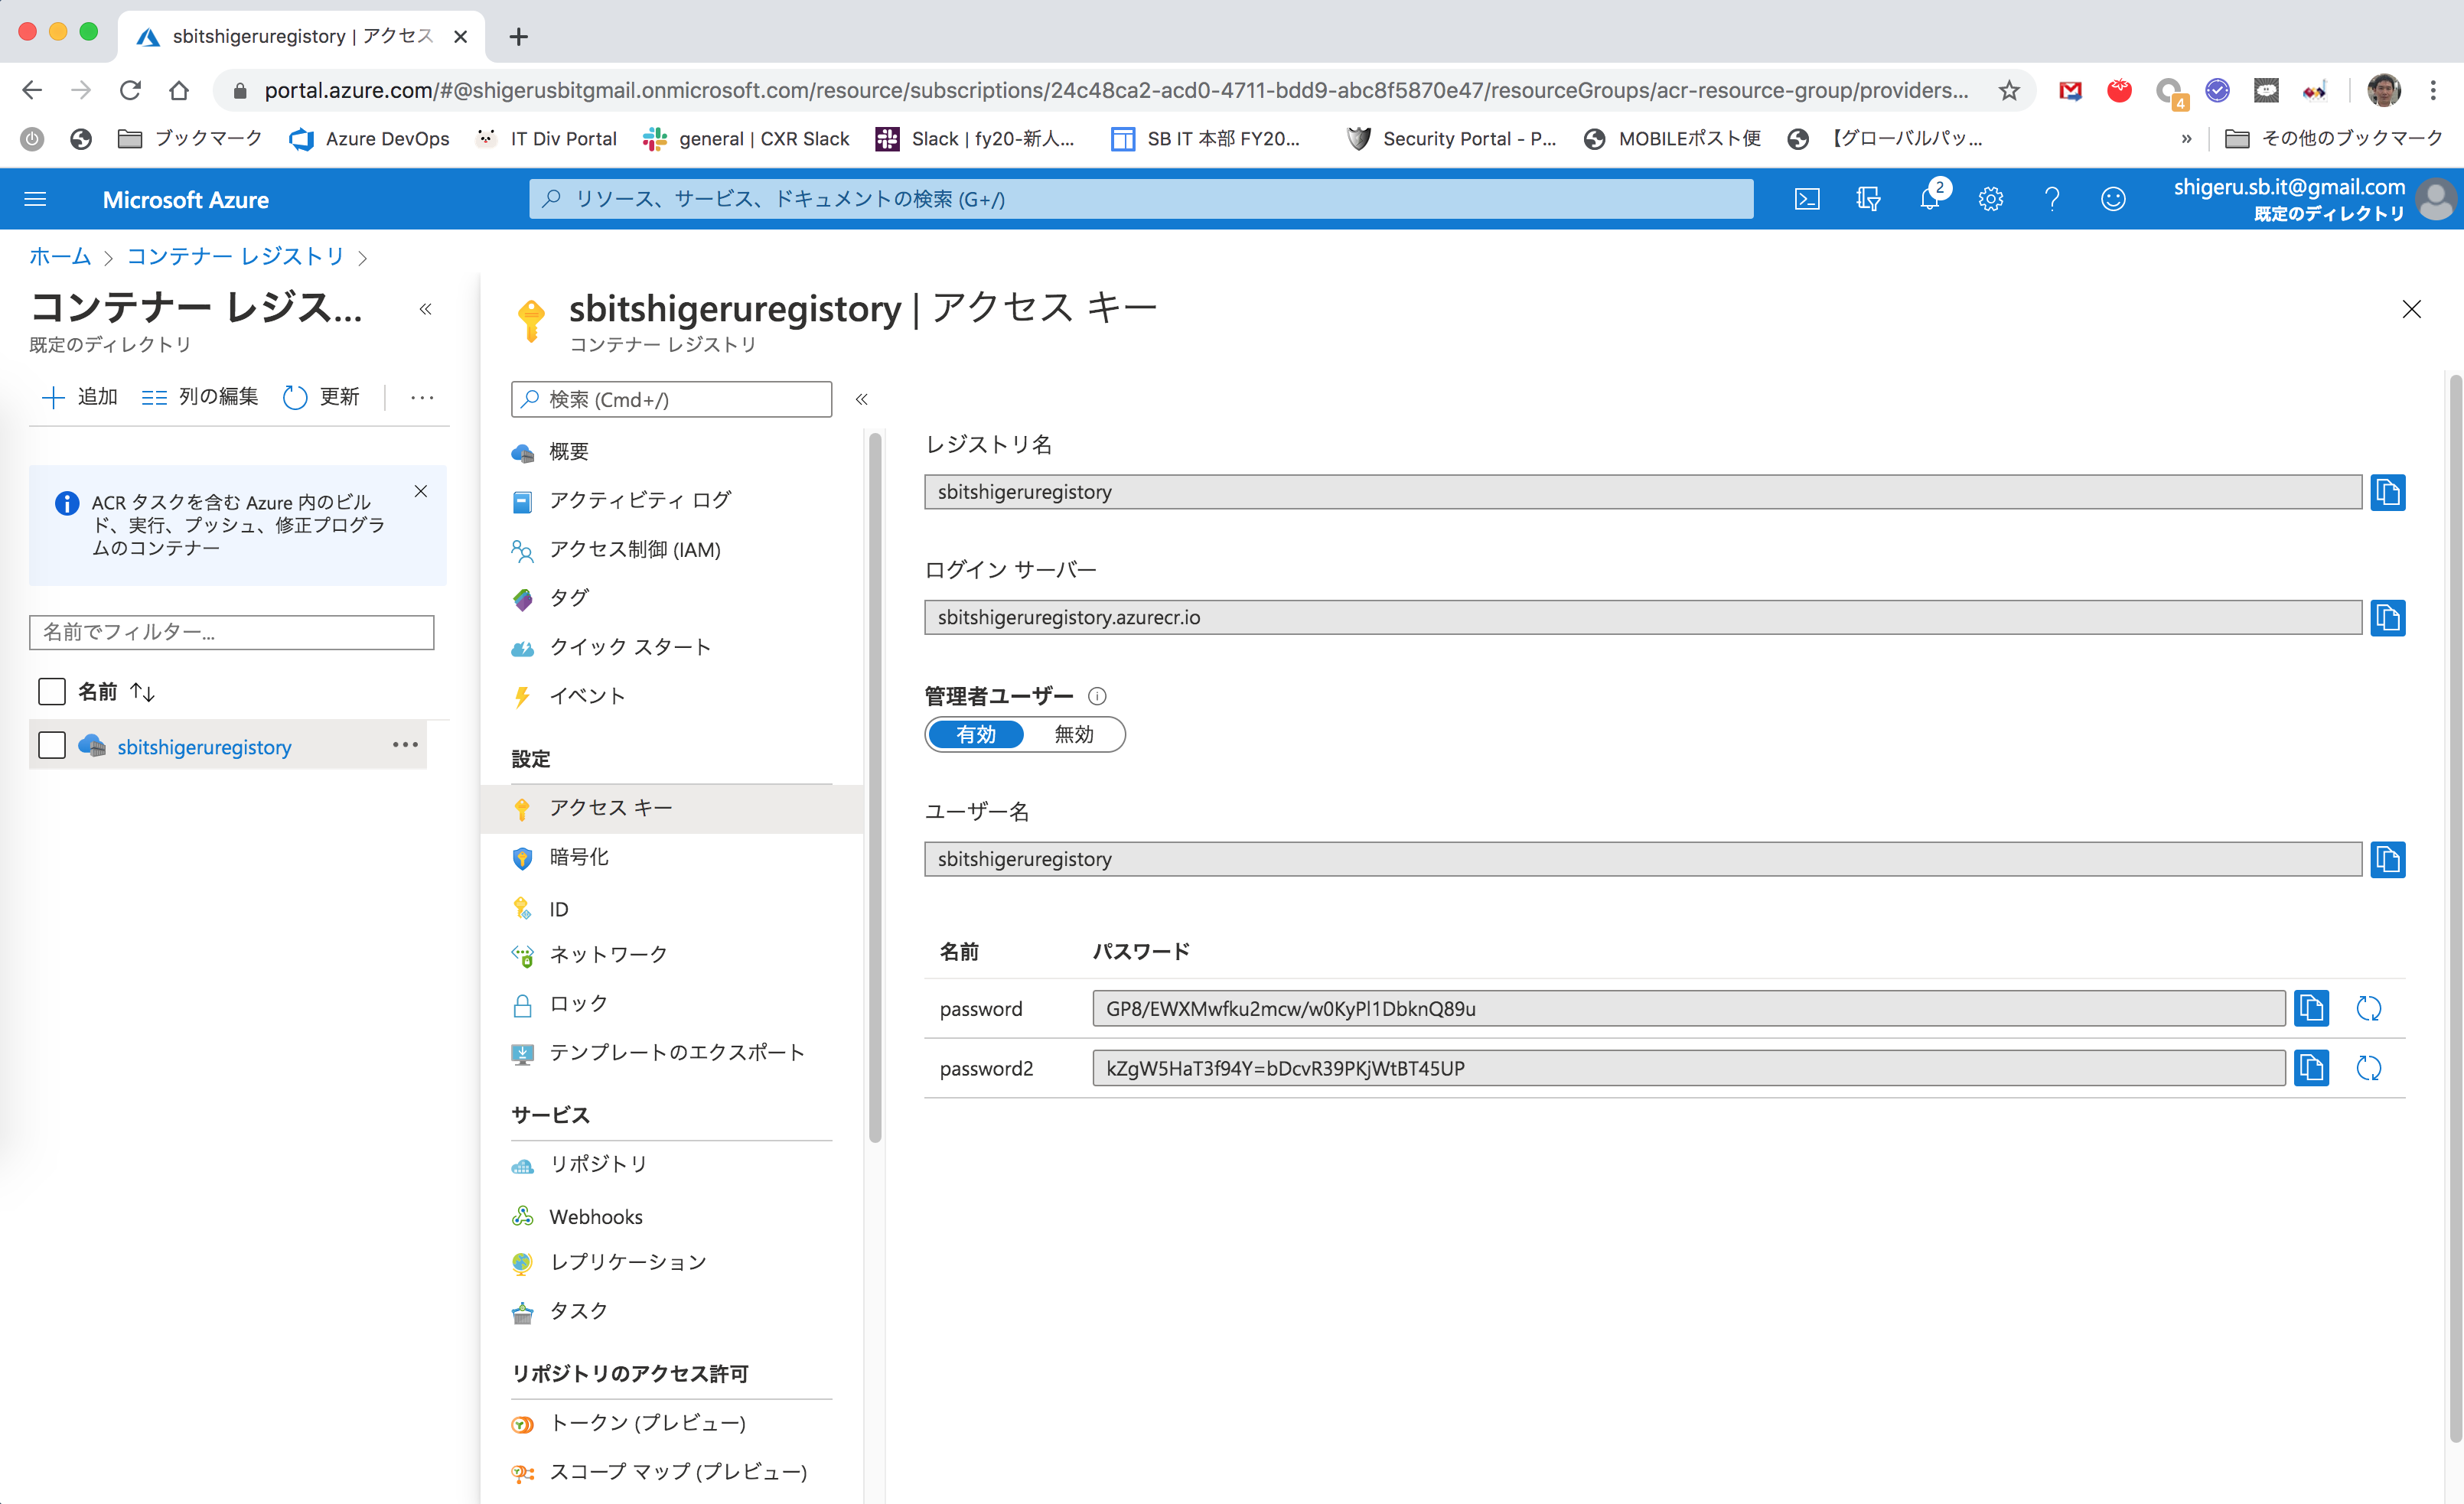 sbitshigeruregistory | アクセス
portal.azure.com/#@shigerusbitgmail.onmicrosoft.com/resource/subscriptions/24c48ca2-acd0-4711-bdd9-abc8f5870e47/resourceGroups/acr-resource-group/providers...
4
ブックマーク
Azure DevOps
IT Div Portal
general | CXR Slack
Slack | fy20-新人...
SB IT 本部 FY20...
Security Portal - P...
MOBILEポスト便
【グローバルパッ...
»
その他のブックマーク
Microsoft Azure
リソース、サービス、ドキュメントの検索 (G+/)
2
shigeru.sb.it@gmail.com
既定のディレクトリ
ホーム > コンテナー レジストリ >
コンテナー レジス...
«
既定のディレクトリ
追加
列の編集
更新
...
ACR タスクを含む Azure 内のビル
ド、実行、プッシュ、修正プログラ
ムのコンテナー
名前でフィルター...
名前 ↑↓
sbitshigeruregistory
...
sbitshigeruregistory | アクセス キー
コンテナー レジストリ
検索 (Cmd+/)
«
概要
アクティビティ ログ
アクセス制御 (IAM)
タグ
クイック スタート
イベント
設定
アクセス キー
暗号化
ID
ネットワーク
ロック
テンプレートのエクスポート
サービス
リポジトリ
Webhooks
レプリケーション
タスク
リポジトリのアクセス許可
トークン (プレビュー)
スコープ マップ (プレビュー)
レジストリ名
sbitshigeruregistory
ログイン サーバー
sbitshigeruregistory.azurecr.io
管理者ユーザー
有効 無効
ユーザー名
sbitshigeruregistory
名前 パスワード
password GP8/EWXMwfku2mcw/w0KyPl1DbknQ89u
password2 kZgW5HaT3f94Y=bDcvR39PKjWtBT45UP